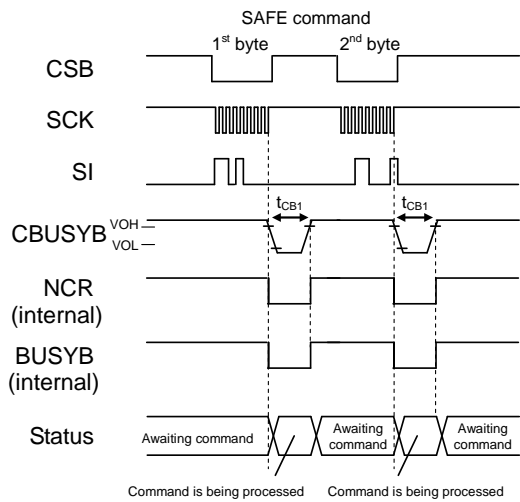 SAFE command
1st byte
2nd byte
CSB
SCK
SI
tCB1
tCB1
CBUSYB
VOH
VOL
NCR
(internal)
BUSYB
(internal)
Status
Awaiting command
Awaiting
command
Awaiting
command
Command is being processed
Command is being processed